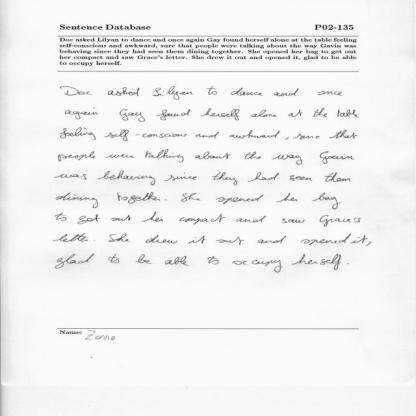 Sentence Database P02-135
Doc asked Lilyan to dance and once again Gay found herself alone at the table feeling
self-conscious and awkward, sure that people were talking about the way Gavin was
behaving since they had seen them dining together. She opened her bag to get out
her compact and saw Grace's letter. She drew it out and opened it, glad to be able
to occupy herself.
Doc asked Lilyan to dance and once
again Gay found herself alone at the table
feeling self-conscious and awkward, sure that
people were talking about the way Gavin
was behaving since they had seen them
dining together. She opened her bag
to get out her compact and saw Grace's
letter. She drew it out and opened it,
glad to be able to occupy herself.
Name: